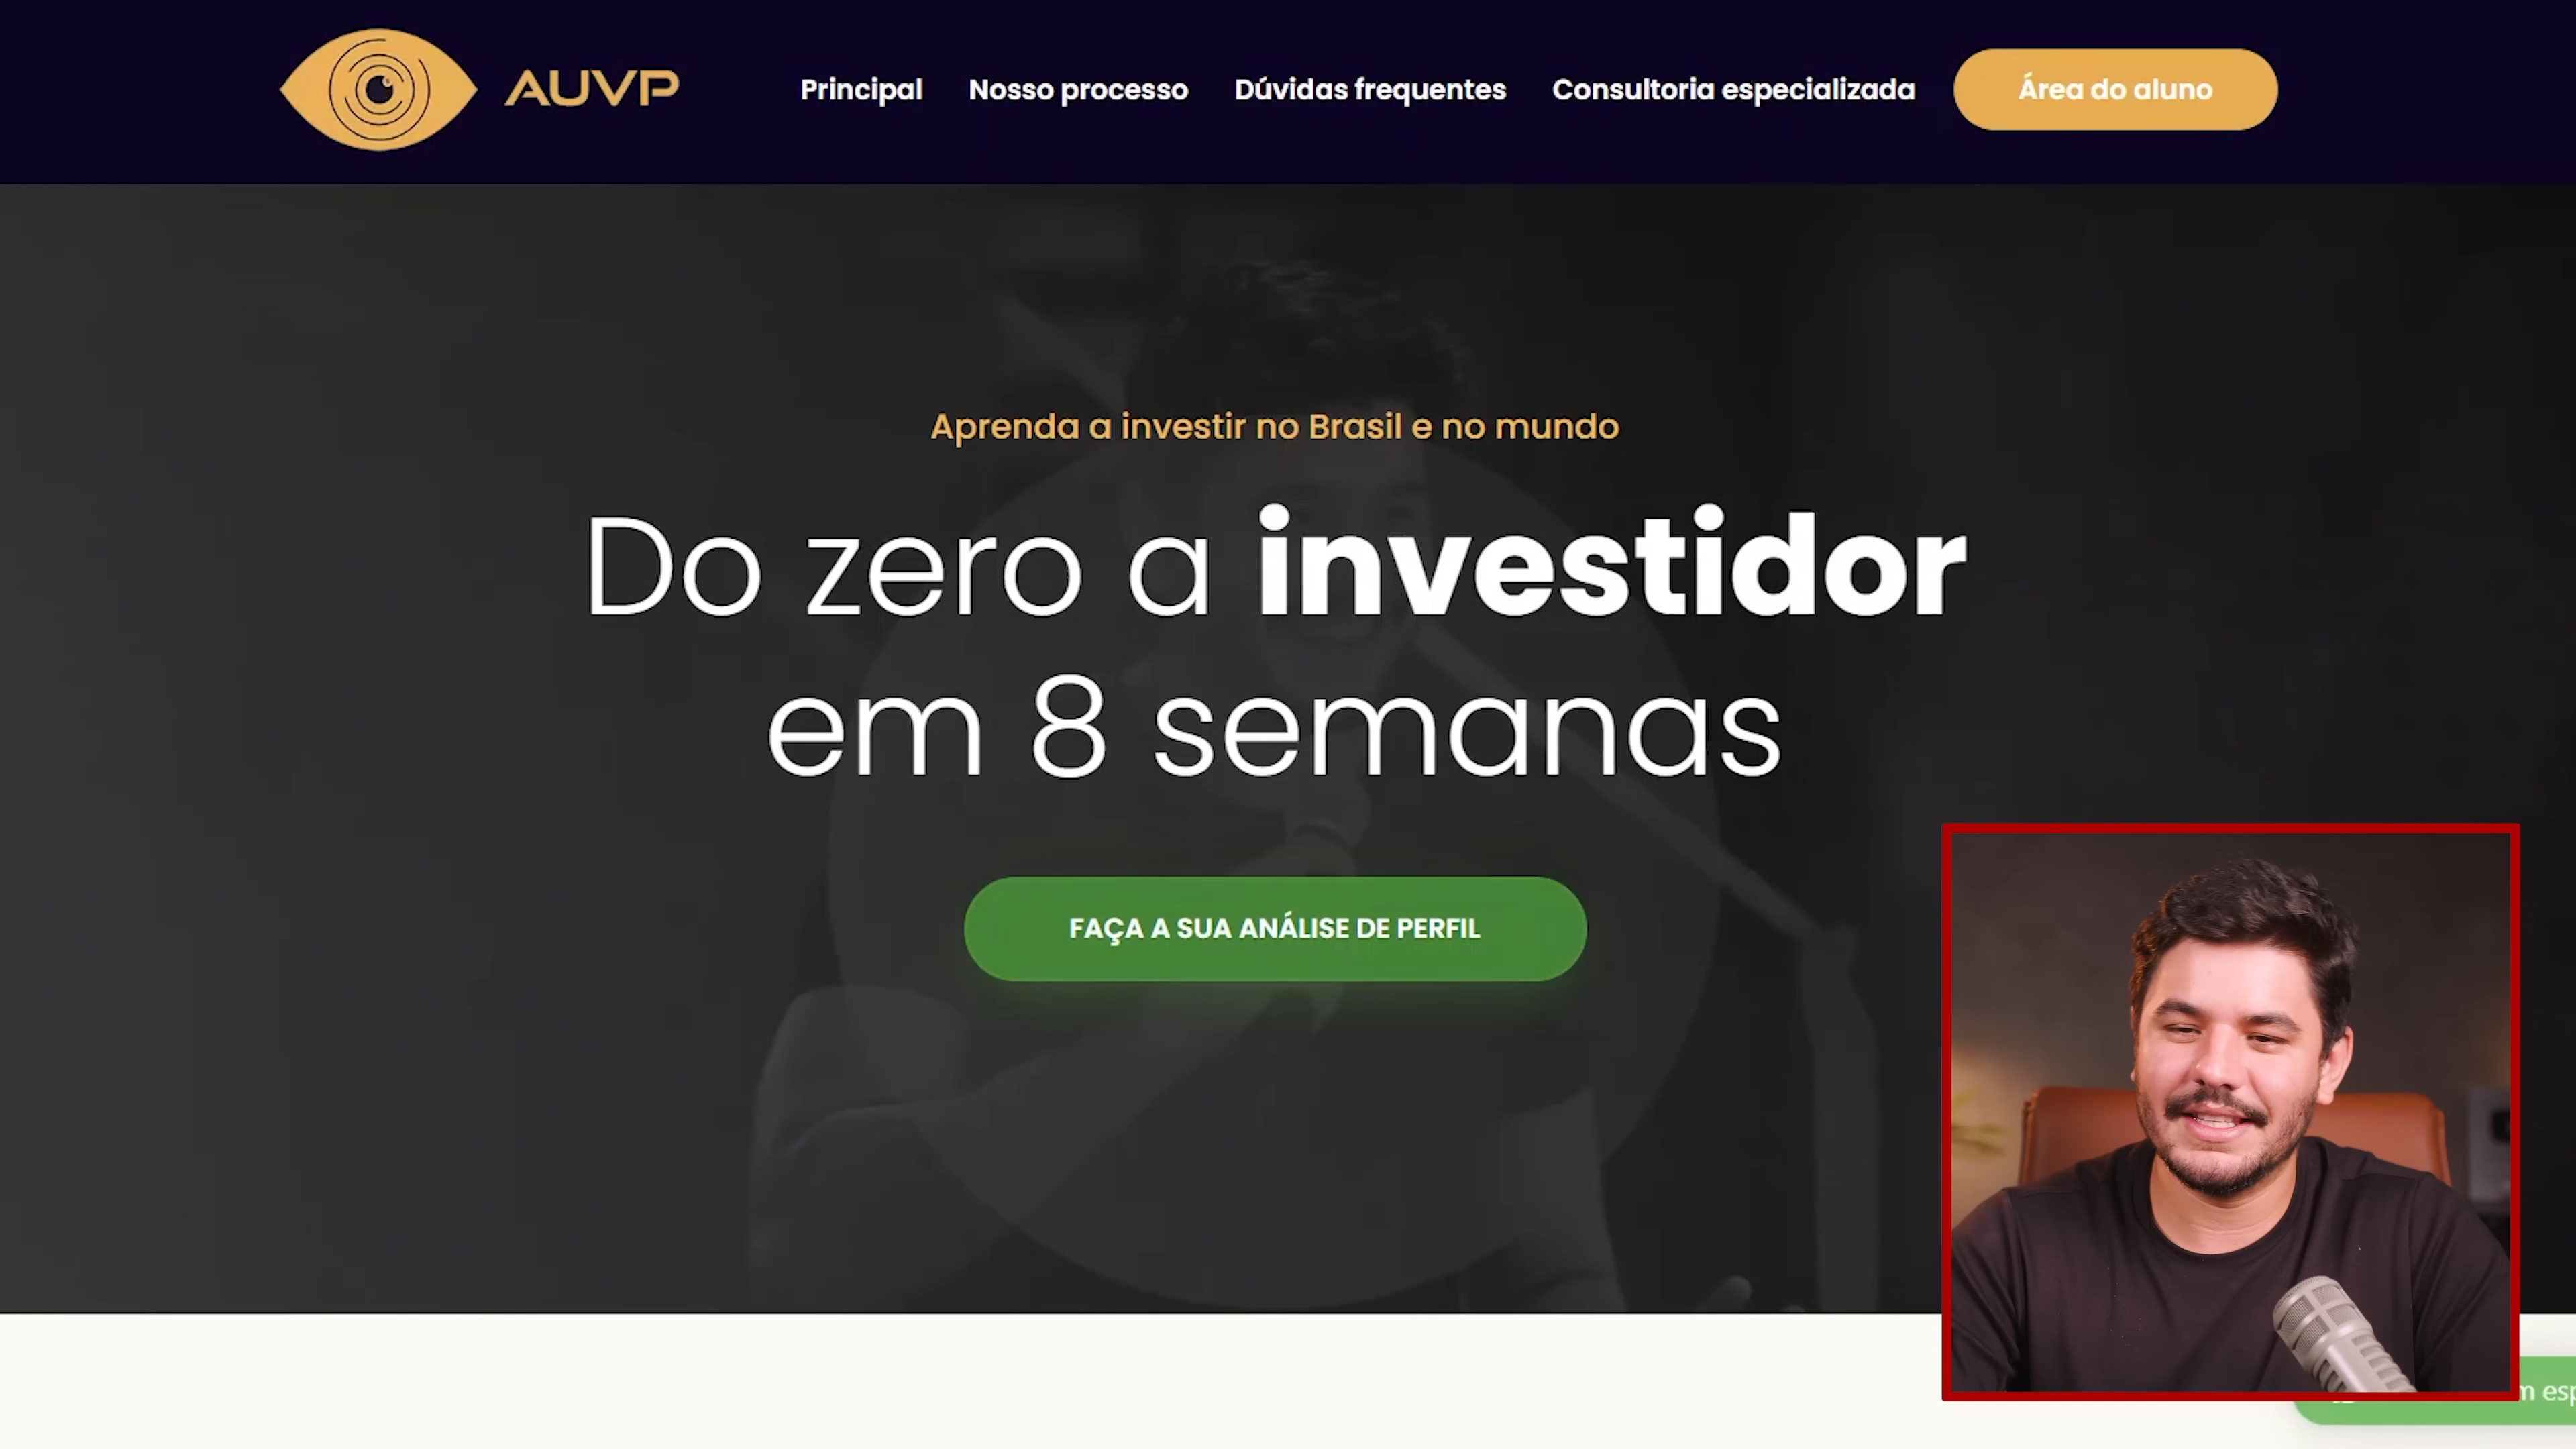 AUVP
Principal
Nosso processo
Dúvidas frequentes
Consultoria especializada
Área do aluno
Aprenda a investir no Brasil e no mundo
Do zero a investidor
em 8 semanas
FAÇA A SUA ANÁLISE DE PERFIL